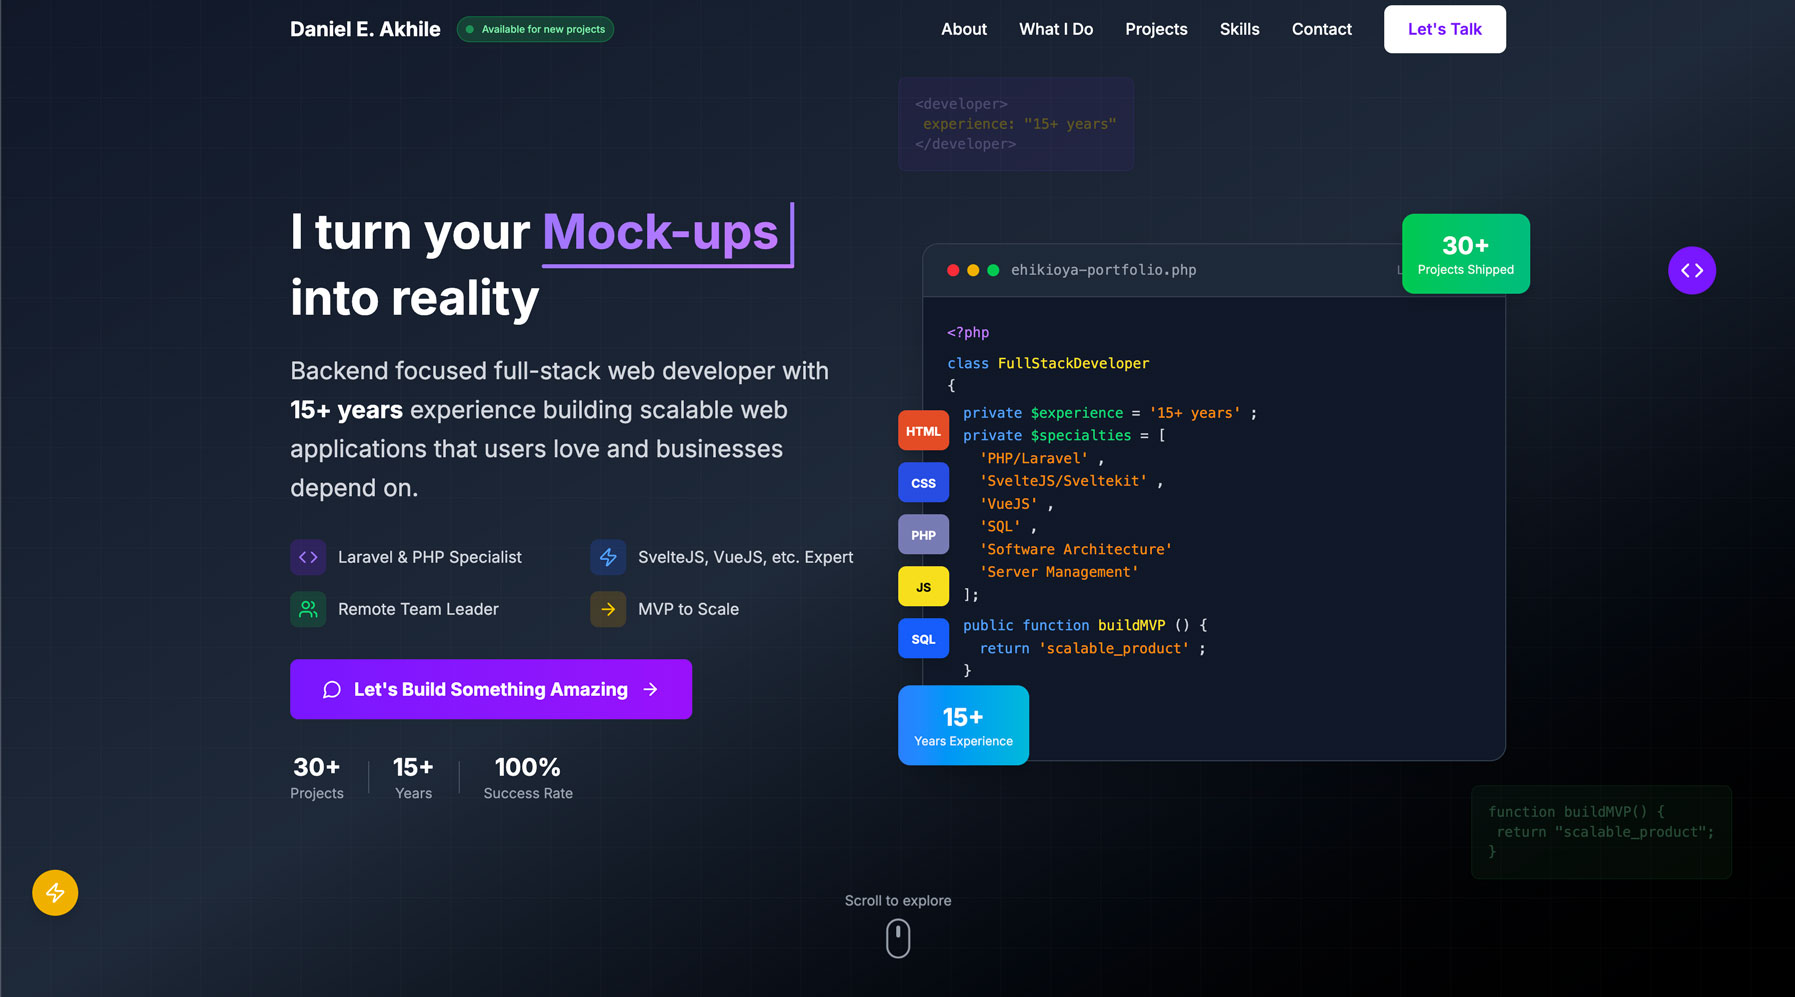 Daniel E. Akhile
Available for new projects
About
What I Do
Projects
Skills
Contact
Let's Talk
<developer>
experience: "15+ years"
</developer>
I turn your Mock-ups
into reality
Backend focused full-stack web developer with
15+ years experience building scalable web
applications that users love and businesses
depend on.
Laravel & PHP Specialist
SvelteJS, VueJS, etc. Expert
Remote Team Leader
MVP to Scale
Let's Build Something Amazing
30+
Projects
15+
Years
100%
Success Rate
ehikioya-portfolio.php
30+
Projects Shipped
<?php
class FullStackDeveloper
{
private $experience = '15+ years' ;
private $specialties = [
'PHP/Laravel' ,
'SvelteJS/Sveltekit' ,
'VueJS' ,
'SQL' ,
'Software Architecture'
'Server Management'
];
public function buildMVP () {
return 'scalable_product' ;
}
HTML
CSS
PHP
JS
SQL
15+
Years Experience
function buildMVP() {
return "scalable_product";
}
Scroll to explore